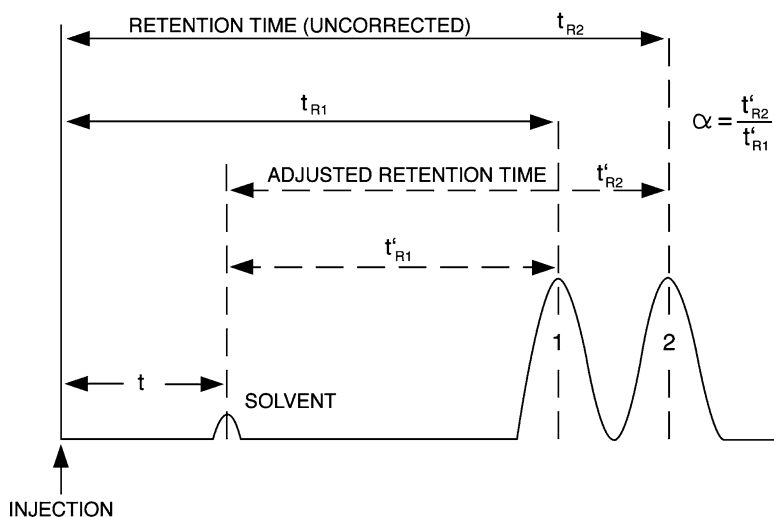 RETENTION TIME (UNCORRECTED) tR2
tR1
α = t‘R2 / t‘R1
ADJUSTED RETENTION TIME t‘R2
t‘R1
1 2
t
SOLVENT
INJECTION